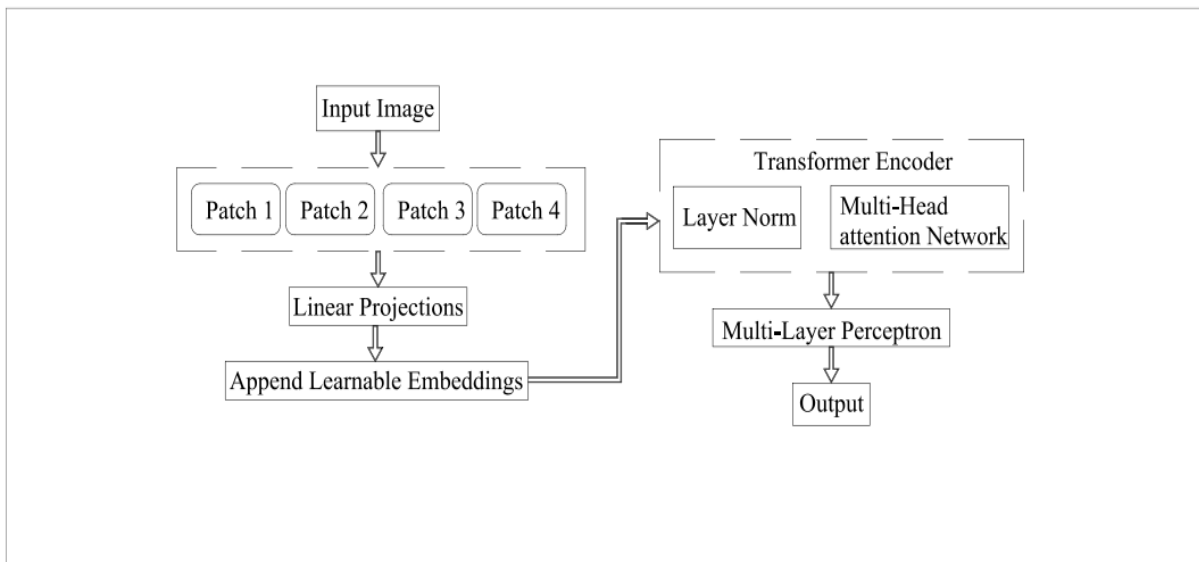 Input Image
Patch 1
Patch 2
Patch 3
Patch 4
Linear Projections
Append Learnable Embeddings
Transformer Encoder
Layer Norm
Multi-Head
attention Network
Multi-Layer Perceptron
Output